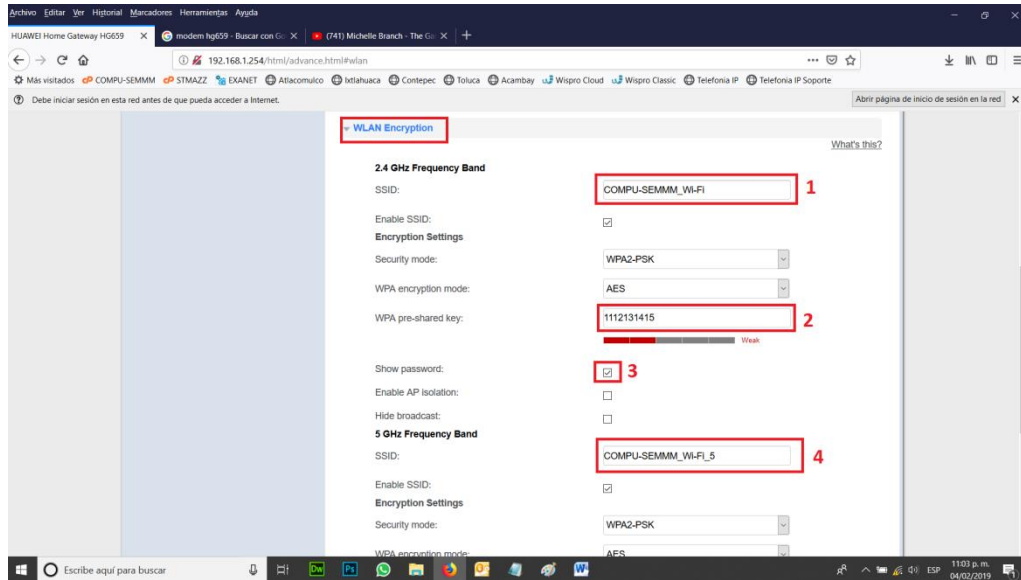 Archivo Editar Ver Historial Marcadores Herramientas Ayuda
HUAWEI Home Gateway HG659
modem hg659 - Buscar con Go
(741) Michelle Branch - The Ga
192.168.1.254/html/advance.html#wlan
Más visitados COMPU-SEMMM STMAZZ EXANET Atlacomulco Ixtlahuaca Contepec Toluca Acambay Wispro Cloud Wispro Classic Telefonia IP Telefonia IP Soporte
Debe iniciar sesión en esta red antes de que pueda acceder a Internet.
Abrir página de inicio de sesión en la red
WLAN Encryption
What's this?
2.4 GHz Frequency Band
SSID: COMPU-SEMMM_Wi-Fi 1
Enable SSID:
Encryption Settings
Security mode: WPA2-PSK
WPA encryption mode: AES
WPA pre-shared key: 1112131415 2
Weak
Show password: 3
Enable AP isolation:
Hide broadcast:
5 GHz Frequency Band
SSID: COMPU-SEMMM_Wi-Fi_5 4
Enable SSID:
Encryption Settings
Security mode: WPA2-PSK
WPA encryption mode: AES
Escribe aquí para buscar
Dw
Ps
ESP
11:03 p. m.
04/02/2019